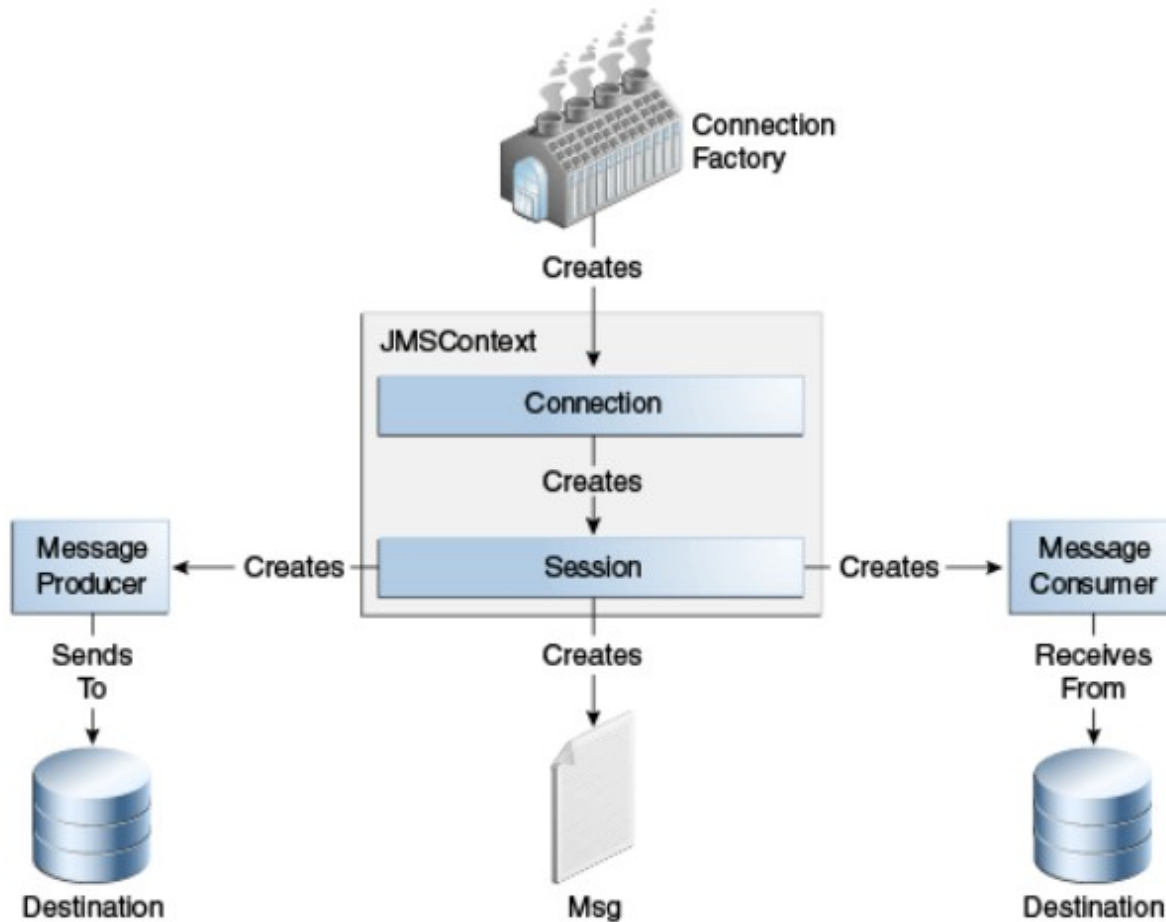 Connection
Factory
Creates
JMSContext
Connection
Creates
Message
Producer
Creates
Session
Creates
Message
Consumer
Sends
To
Creates
Receives
From
Destination
Msg
Destination